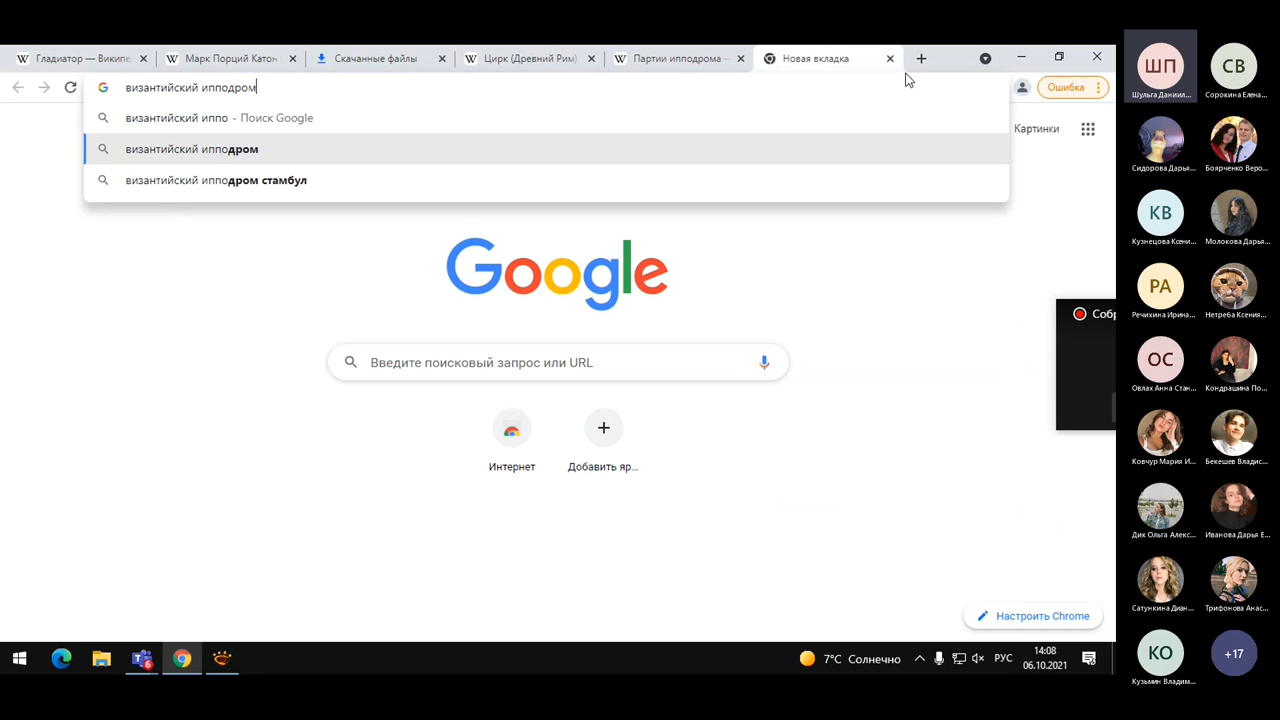 Гладиатор — Википе
Марк Порций Катон
Скачанные файлы
Цирк (Древний Рим)
Партии ипподрома —
Новая вкладка
византийский ипподром
Ошибка
византийский иппо - Поиск Google
византийский ипподром
византийский ипподром стамбул
Картинки
Google
Введите поисковый запрос или URL
Интернет
Добавить яр...
Собр
Настроить Chrome
6
7°C Солнечно
РУС
14:08
06.10.2021
ШП
Шульга Даниил...
СВ
Сорокина Елена...
Сидорова Дарья...
Боярченко Веро...
КВ
Кузнецова Ксени...
Молокова Дарья...
РА
Речихина Ирина...
Нетреба Ксения...
ОС
Овлах Анна Стан...
Кондрашина По...
Ковчур Мария И...
Бекешев Владис...
Дик Ольга Алекс...
Иванова Дарья Е...
Сатункина Диан...
Трифонова Анас...
КО
Кузьмин Владим...
+17